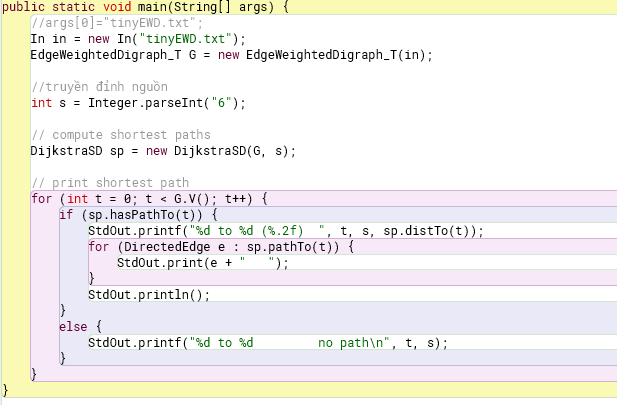 public static void main(String[] args) {
//args[0]="tinyEWD.txt";
In in = new In("tinyEWD.txt");
EdgeWeightedDigraph_T G = new EdgeWeightedDigraph_T(in);
//truyền đỉnh nguồn
int s = Integer.parseInt("6");
// compute shortest paths
DijkstraSD sp = new DijkstraSD(G, s);
// print shortest path
for (int t = 0; t < G.V(); t++) {
if (sp.hasPathTo(t)) {
StdOut.printf("%d to %d (%.2f)  ", t, s, sp.distTo(t));
for (DirectedEdge e : sp.pathTo(t)) {
StdOut.print(e + "   ");
}
StdOut.println();
}
else {
StdOut.printf("%d to %d         no path\n", t, s);
}
}
}